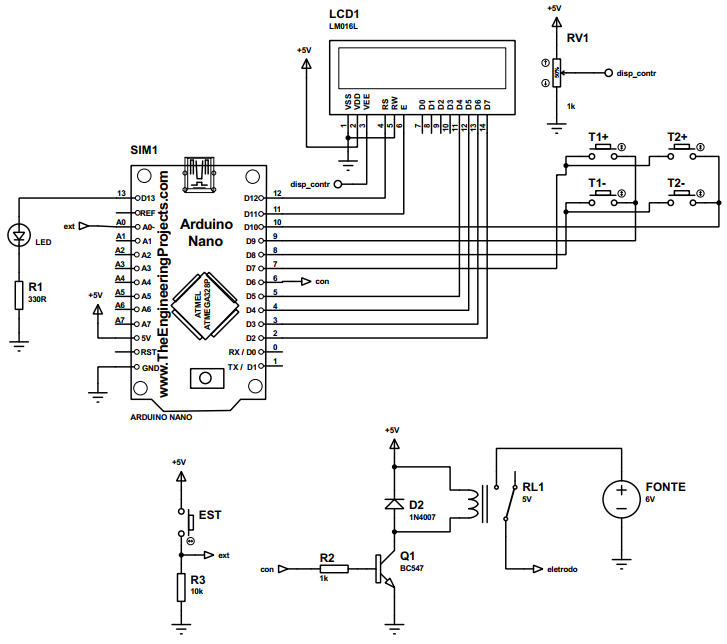 LCD1
LM016L
+5V
VSS
VDD
VEE
RS
RW
E
D0
D1
D2
D3
D4
D5
D6
D7
1
2
3
4
5
6
7
8
9
10
11
12
13
14
disp_contr
+5V
RV1
50%
disp_contr
1k
T1+
T2+
T1-
T2-
SIM1
www.TheEngineeringProjects.com
Arduino
Nano
ATMEL
ATMEGA328P
13
D13
REF
ext
A0
A0
A1
A1
A2
A2
A3
A3
A4
A4
A5
A5
A6
A6
A7
A7
5V
RST
GND
D12
12
D11
11
D10
10
D9
9
D8
8
D7
7
D6
6
con
D5
5
D4
4
D3
3
D2
2
RX / D0
0
TX / D1
1
ARDUINO NANO
LED
R1
330R
+5V
+5V
EST
ext
R3
10k
+5V
D2
1N4007
con
R2
1k
Q1
BC547
RL1
5V
eletrodo
FONTE
6V